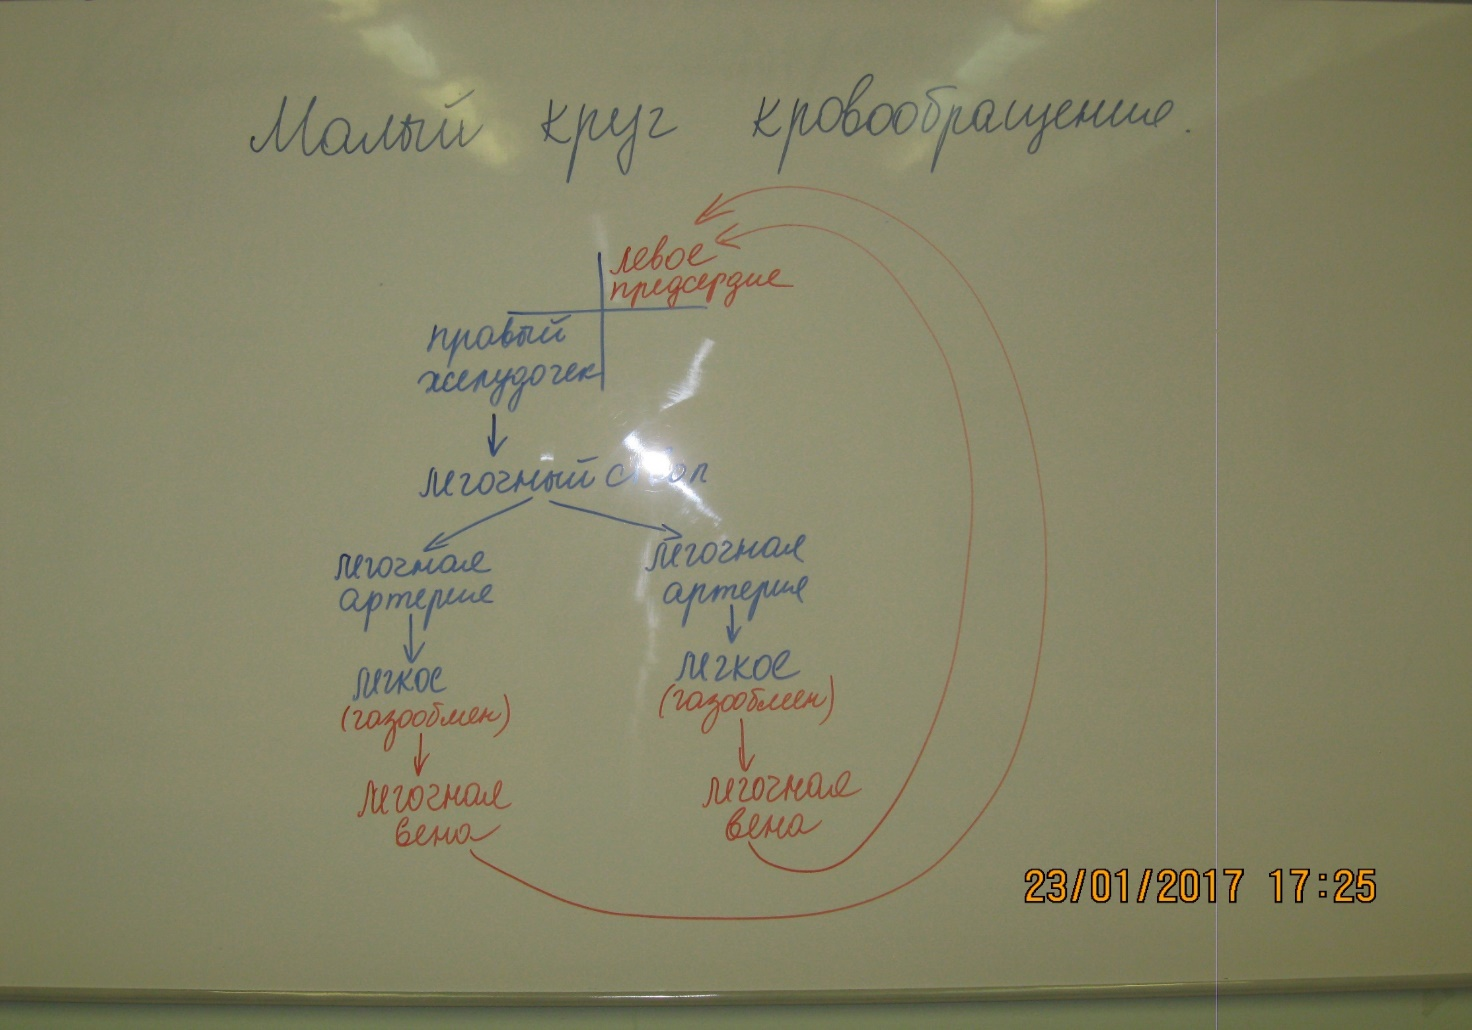 Малый круг кровообращения.
левое
предсердие
правый
желудочек
легочный ствол
легочная
артерия
легочная
артерия
легкое
(газообмен)
легкое
(газообмен)
легочная
вена
легочная
вена
23/01/2017 17:25